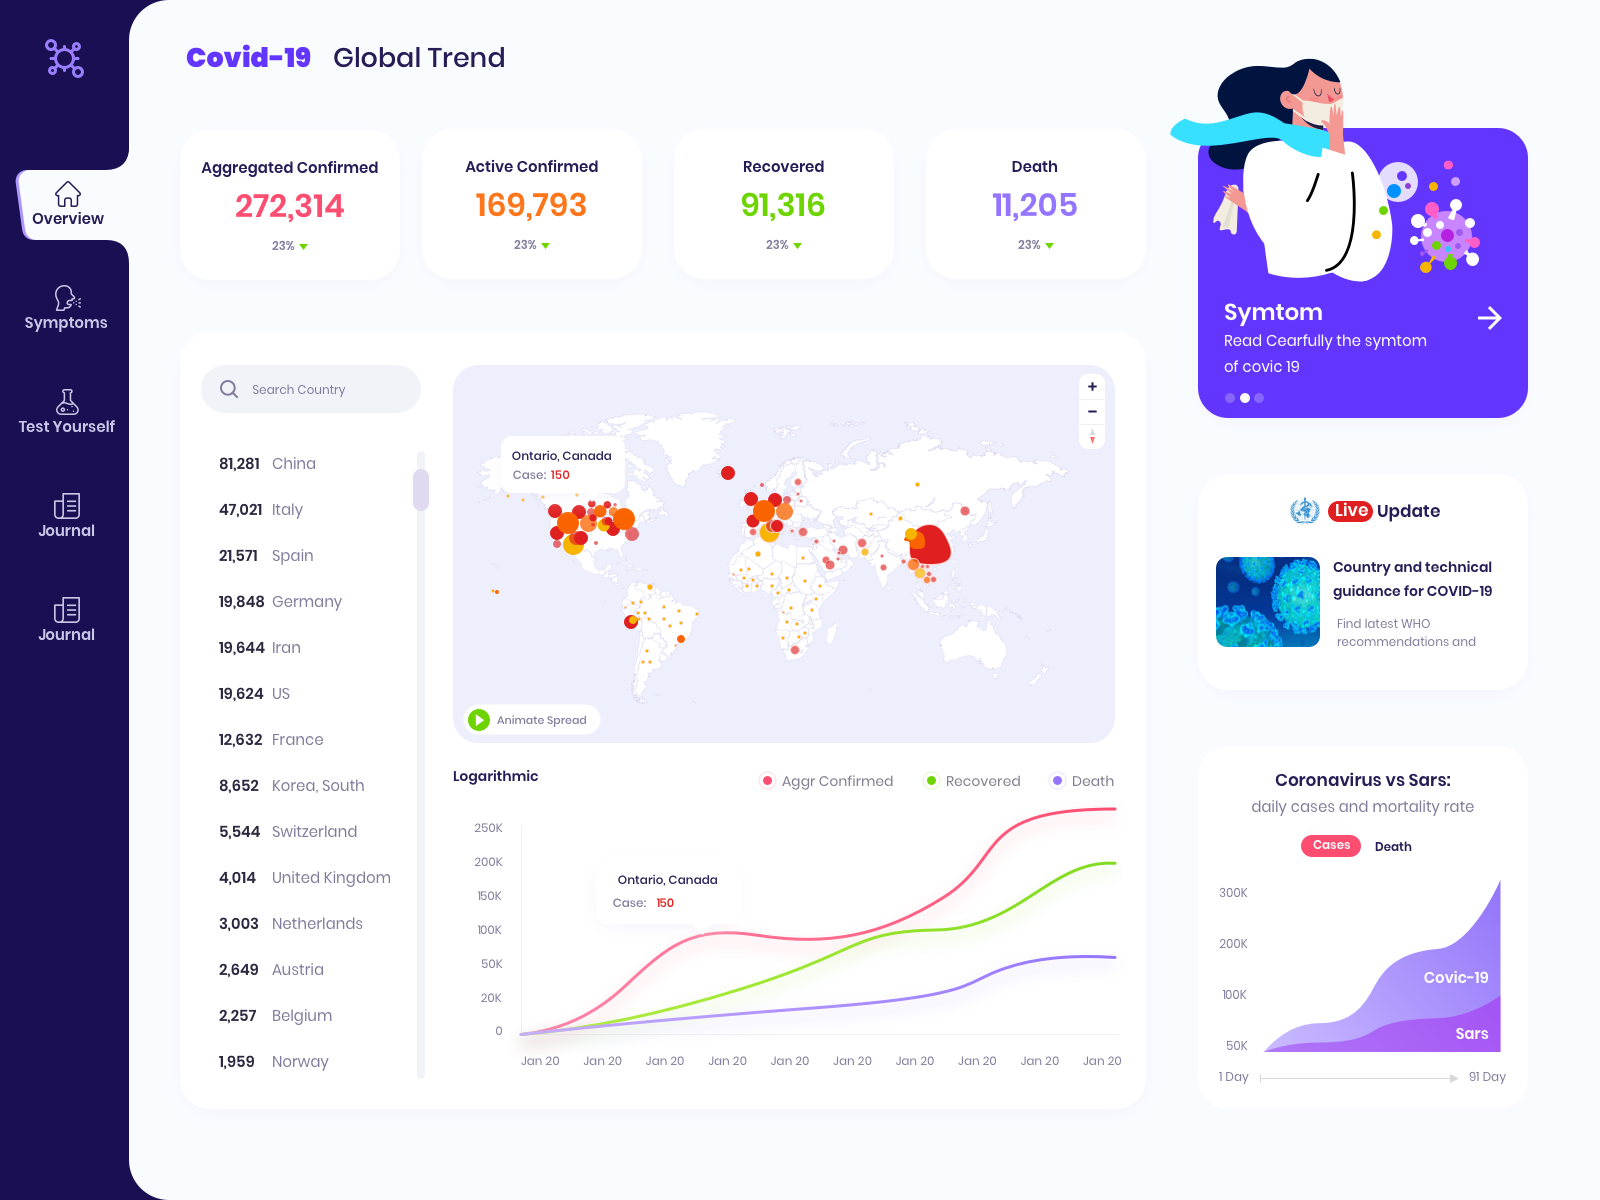 Covid-19 Global Trend
Overview
Symptoms
Test Yourself
Journal
Journal
Aggregated Confirmed
272,314
23%
Active Confirmed
169,793
23%
Recovered
91,316
23%
Death
11,205
23%
Search Country
81,281 China
47,021 Italy
21,571 Spain
19,848 Germany
19,644 Iran
19,624 US
12,632 France
8,652 Korea, South
5,544 Switzerland
4,014 United Kingdom
3,003 Netherlands
2,649 Austria
2,257 Belgium
1,959 Norway
Ontario, Canada
Case: 150
+
−
Animate Spread
Logarithmic
Aggr Confirmed
Recovered
Death
250K
200K
150K
100K
50K
20K
0
Ontario, Canada
Case: 150
Jan 20 Jan 20 Jan 20 Jan 20 Jan 20 Jan 20 Jan 20 Jan 20 Jan 20 Jan 20
Symtom
Read Cearfully the symtom
of covic 19
Live Update
Country and technical
guidance for COVID-19
Find latest WHO
recommendations and
Coronavirus vs Sars:
daily cases and mortality rate
Cases Death
300K
200K
100K
50K
Covic-19
Sars
1 Day 91 Day